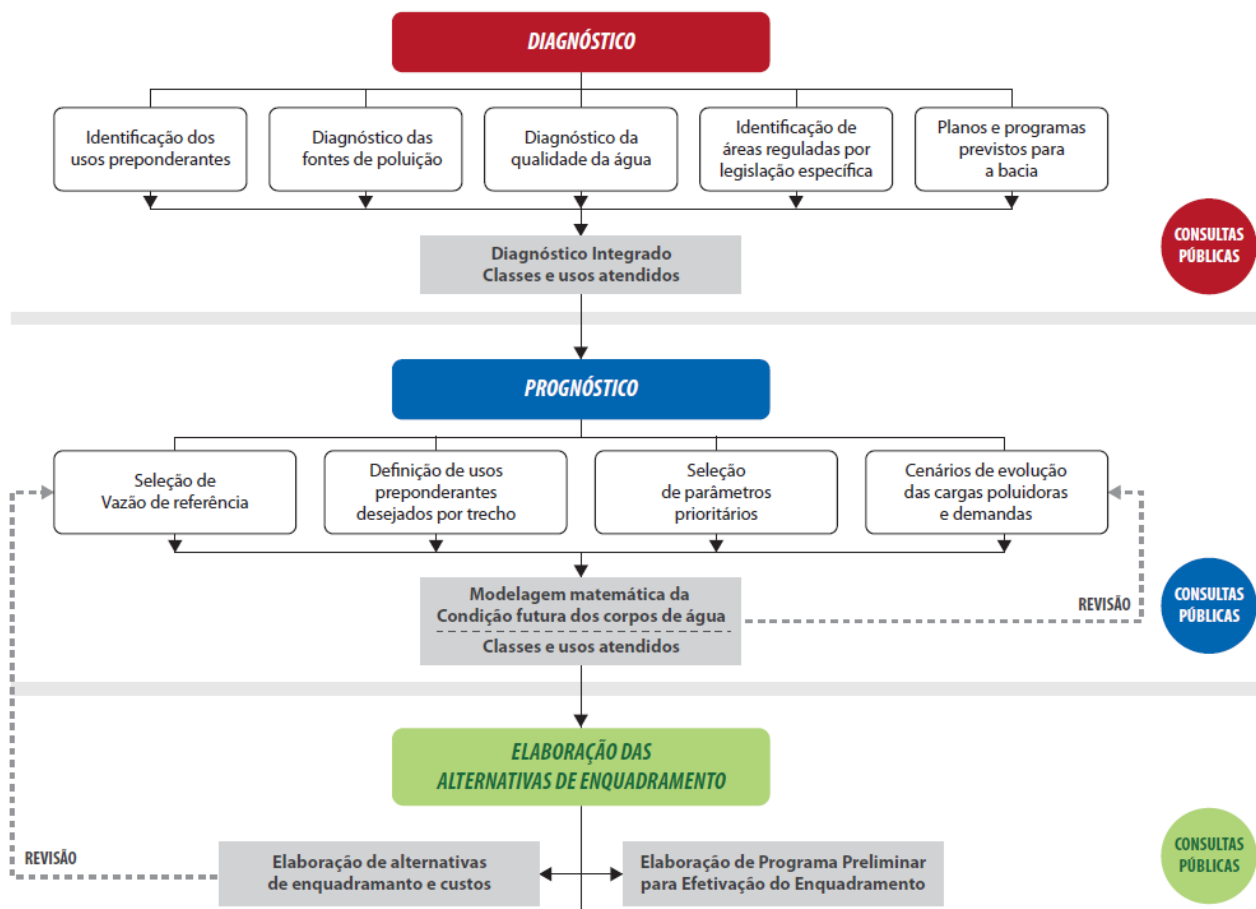 DIAGNÓSTICO
Identificação dos
usos preponderantes
Diagnóstico das
fontes de poluição
Diagnóstico da
qualidade da água
Identificação de
áreas reguladas por
legislação específica
Planos e programas
previstos para
a bacia
Diagnóstico Integrado
Classes e usos atendidos
CONSULTAS
PÚBLICAS
PROGNÓSTICO
Seleção de
Vazão de referência
Definição de usos
preponderantes
desejados por trecho
Seleção
de parâmetros
prioritários
Cenários de evolução
das cargas poluidoras
e demandas
Modelagem matemática da
Condição futura dos corpos de água
Classes e usos atendidos
REVISÃO
CONSULTAS
PÚBLICAS
ELABORAÇÃO DAS
ALTERNATIVAS DE ENQUADRAMENTO
REVISÃO
Elaboração de alternativas
de enquadramanto e custos
Elaboração de Programa Preliminar
para Efetivação do Enquadramento
CONSULTAS
PÚBLICAS